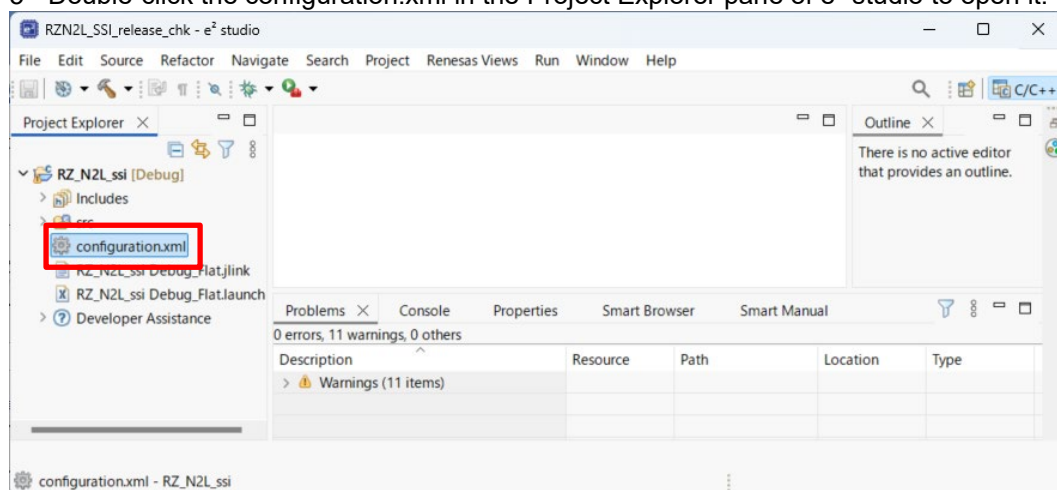 Double-click the configuration.xml in the Project Explorer pane of e² studio to open it.
RZN2L_SSI_release_chk - e² studio
File Edit Source Refactor Navigate Search Project Renesas Views Run Window Help
C/C++
Project Explorer
Outline
There is no active editor
that provides an outline.
RZ_N2L_ssi [Debug]
Includes
src
configuration.xml
RZ_N2L_ssi Debug_Flat.jlink
RZ_N2L_ssi Debug_Flat.launch
Developer Assistance
Problems Console Properties Smart Browser Smart Manual
0 errors, 11 warnings, 0 others
Description Resource Path Location Type
Warnings (11 items)
configuration.xml - RZ_N2L_ssi